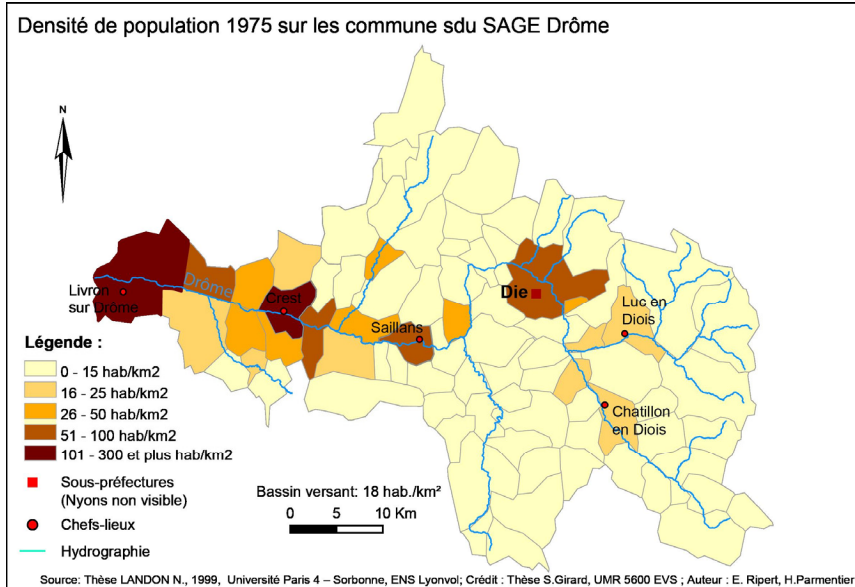 Densité de population 1975 sur les commune sdu SAGE Drôme
N
Drôme
Livron
sur Drôme
Crest
Saillans
Die
Luc en
Diois
Chatillon
en Diois
Légende :
0 - 15 hab/km2
16 - 25 hab/km2
26 - 50 hab/km2
51 - 100 hab/km2
101 - 300 et plus hab/km2
Sous-préfectures
(Nyons non visible)
Chefs-lieux
Hydrographie
Bassin versant: 18 hab./km²
0 5 10 Km
Source: Thèse LANDON N., 1999, Université Paris 4 – Sorbonne, ENS Lyonvol; Crédit : Thèse S.Girard, UMR 5600 EVS ; Auteur : E. Ripert, H.Parmentier